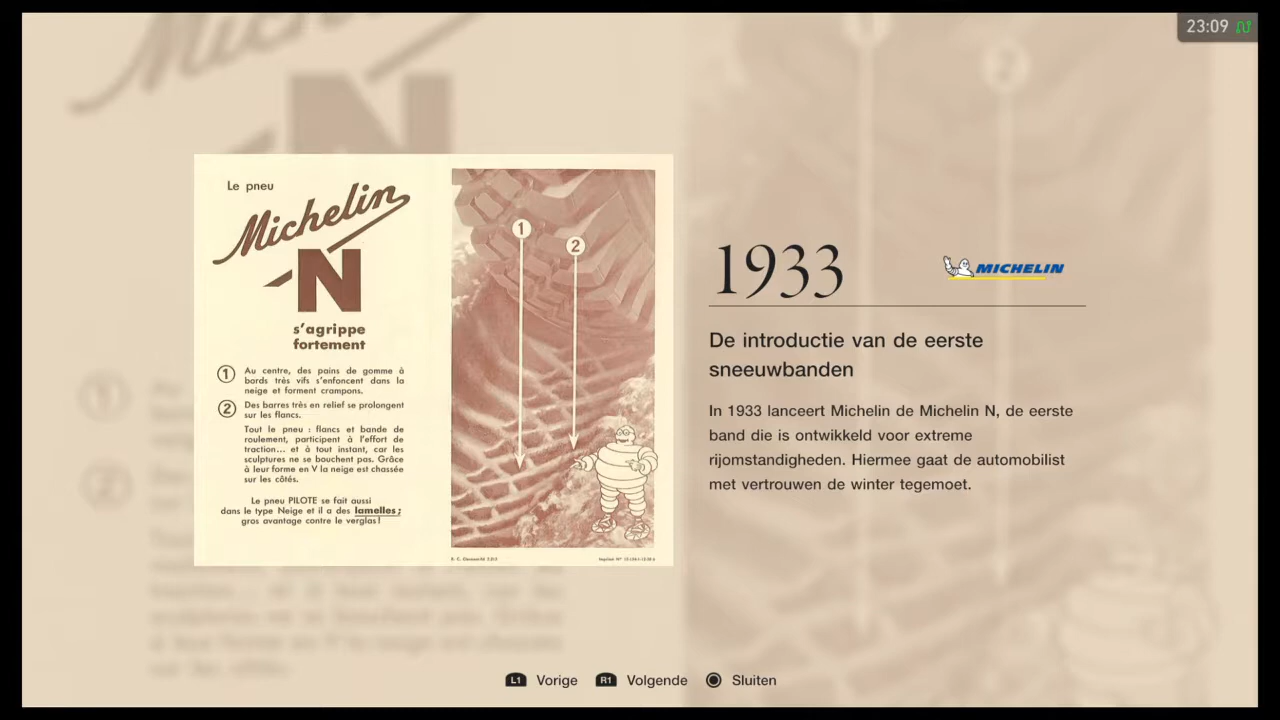 23:09
Le pneu
Michelin
N
s'agrippe
fortement
1 Au centre, des pains de gomme à
bords très vifs s'enfoncent dans la
neige et forment crampons.
2 Des barres très en relief se prolongent
sur les flancs.
Tout le pneu : flancs et bande de
roulement, participent à l'effort de
traction... et à tout instant, car les
sculptures ne se bouchent pas. Grâce
à leur forme en V la neige est chassée
sur les côtés.
Le pneu PILOTE se fait aussi
dans le type Neige et il a des lamelles ;
gros avantage contre le verglas !
1
2
1933
MICHELIN
De introductie van de eerste
sneeuwbanden
In 1933 lanceert Michelin de Michelin N, de eerste
band die is ontwikkeld voor extreme
rijomstandigheden. Hiermee gaat de automobilist
met vertrouwen de winter tegemoet.
L1 Vorige R1 Volgende Sluiten